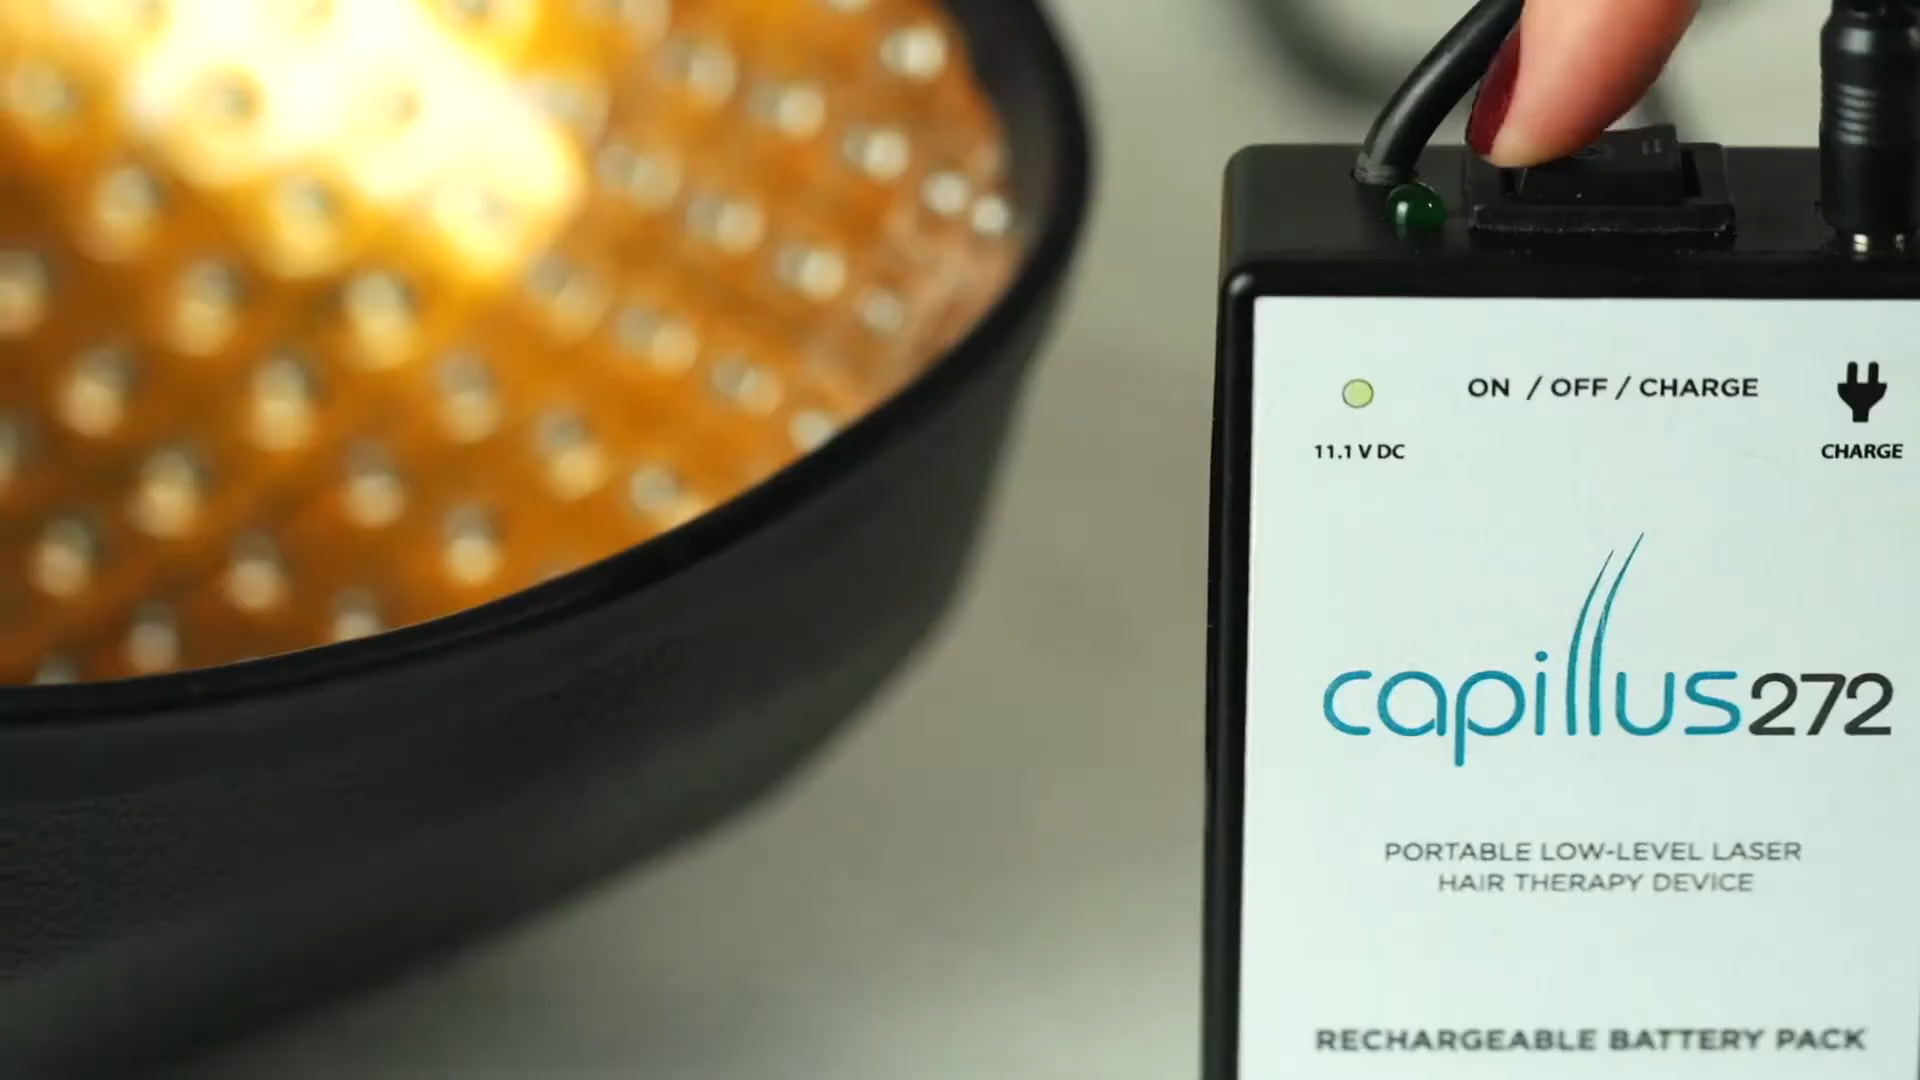 ON / OFF / CHARGE
11.1 V DC
CHARGE
capillus272
PORTABLE LOW-LEVEL LASER
HAIR THERAPY DEVICE
RECHARGEABLE BATTERY PACK